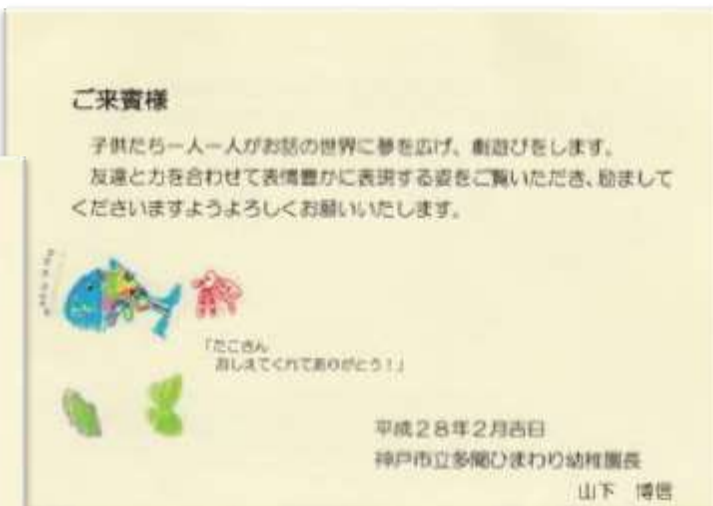 ご来賓様
子供たち一人一人がお話の世界に夢を広げ、劇遊びをします。
友達と力を合わせて表情豊かに表現する姿をご覧いただき、励まして
くださいますようよろしくお願いいたします。
「たこさん
おしえてくれてありがとう!」
平成28年2月吉日
神戸市立多聞ひまわり幼稚園長
山下 博信